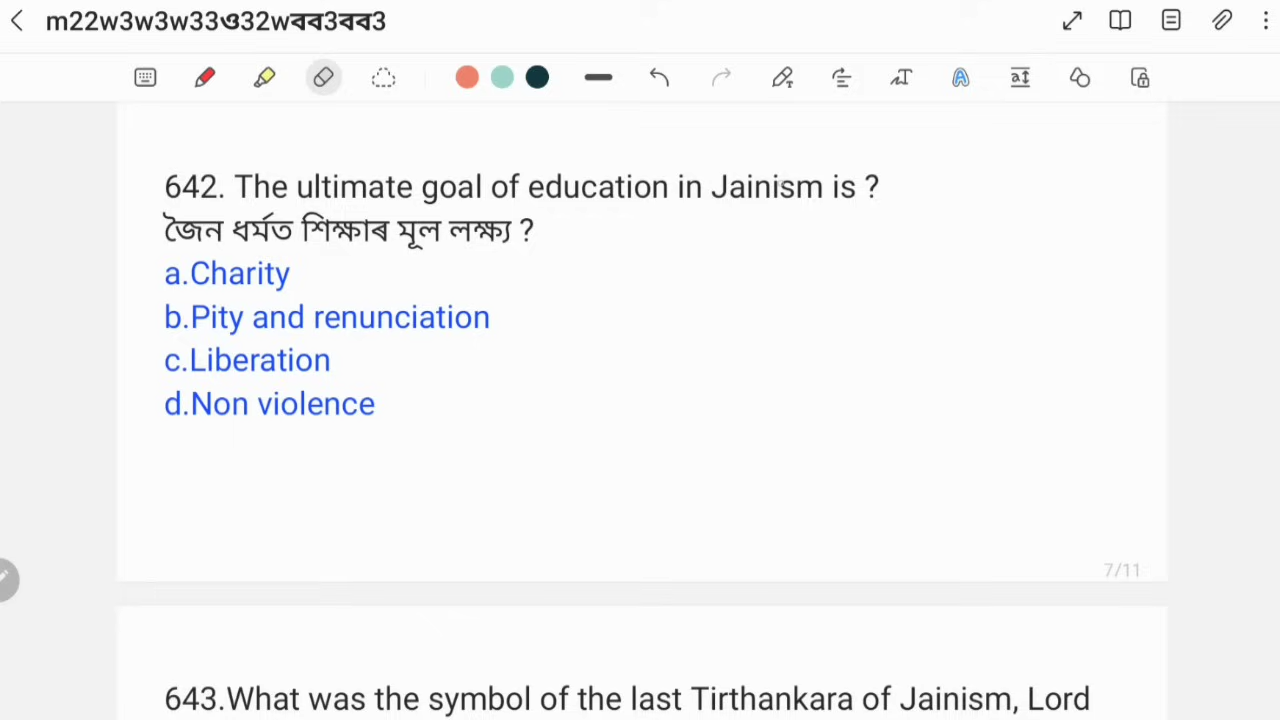 m22w3w3w33ও32wবব3বব3
642. The ultimate goal of education in Jainism is ?
জৈন ধৰ্মত শিক্ষাৰ মূল লক্ষ্য ?
a.Charity
b.Pity and renunciation
c.Liberation
d.Non violence
7/11
643.What was the symbol of the last Tirthankara of Jainism, Lord